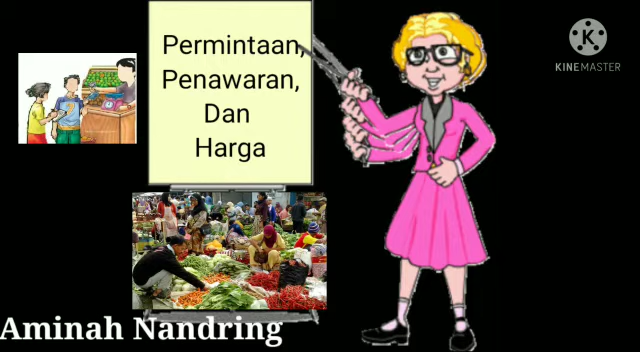 Permintaan,
Penawaran,
Dan
Harga
K
KINEMASTER
Aminah Nandring